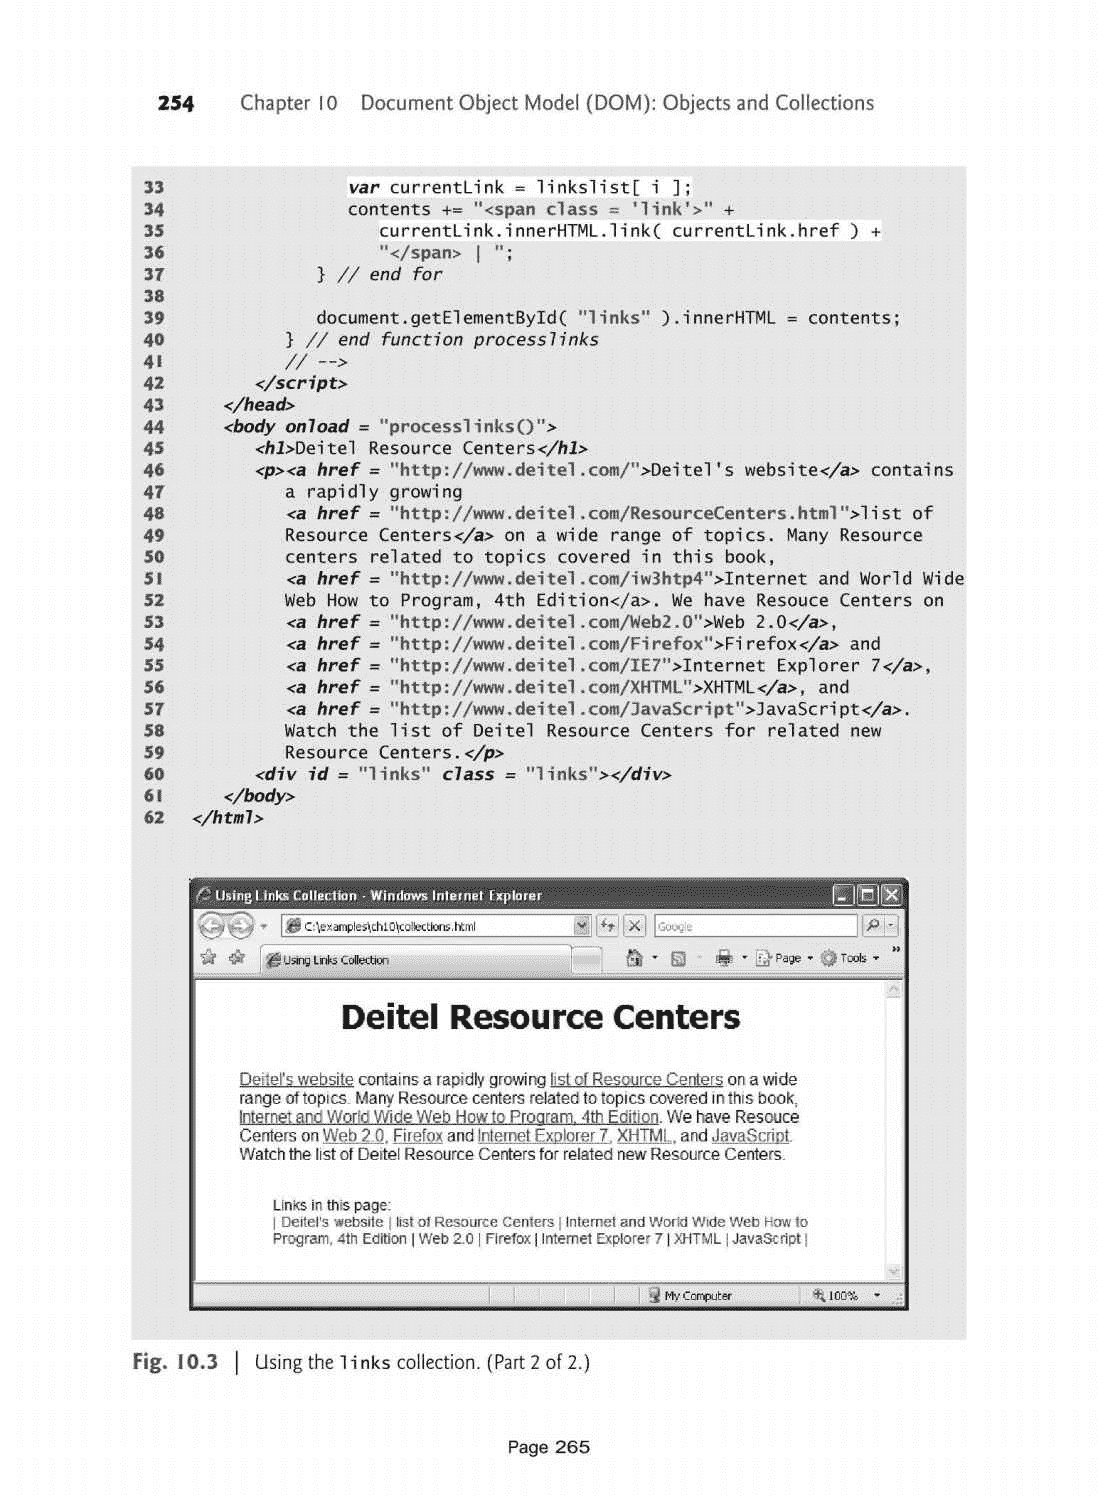 254 Chapter 10 Document Object Model (DOM): Objects and Collections
33 var currentLink = linkslist[ i ];
34 contents += "<span class = 'link'>" +
35 currentLink.innerHTML.link( currentLink.href ) +
36 "</span> | ";
37 } // end for
38
39 document.getElementById( "links" ).innerHTML = contents;
40 } // end function processlinks
41 // -->
42 </script>
43 </head>
44 <body onload = "processlinks()">
45 <h1>Deitel Resource Centers</h1>
46 <p><a href = "http://www.deitel.com/">Deitel's website</a> contains
47 a rapidly growing
48 <a href = "http://www.deitel.com/ResourceCenters.html">list of
49 Resource Centers</a> on a wide range of topics. Many Resource
50 centers related to topics covered in this book,
51 <a href = "http://www.deitel.com/iw3htp4">Internet and World Wide
52 Web How to Program, 4th Edition</a>. We have Resouce Centers on
53 <a href = "http://www.deitel.com/Web2.0">Web 2.0</a>,
54 <a href = "http://www.deitel.com/Firefox">Firefox</a> and
55 <a href = "http://www.deitel.com/IE7">Internet Explorer 7</a>,
56 <a href = "http://www.deitel.com/XHTML">XHTML</a>, and
57 <a href = "http://www.deitel.com/JavaScript">JavaScript</a>.
58 Watch the list of Deitel Resource Centers for related new
59 Resource Centers.</p>
60 <div id = "links" class = "links"></div>
61 </body>
62 </html>
Using Links Collection - Windows Internet Explorer
C:\examples\ch10\collections.html Google
Using Links Collection Page Tools »
Deitel Resource Centers
Deitel's website contains a rapidly growing list of Resource Centers on a wide
range of topics. Many Resource centers related to topics covered in this book,
Internet and World Wide Web How to Program, 4th Edition. We have Resouce
Centers on Web 2.0, Firefox and Internet Explorer 7, XHTML, and JavaScript.
Watch the list of Deitel Resource Centers for related new Resource Centers.
Links in this page:
| Deitel's website | list of Resource Centers | Internet and World Wide Web How to
Program, 4th Edition | Web 2.0 | Firefox | Internet Explorer 7 | XHTML | JavaScript |
My Computer 100%
Fig. 10.3 | Using the links collection. (Part 2 of 2.)
Page 265